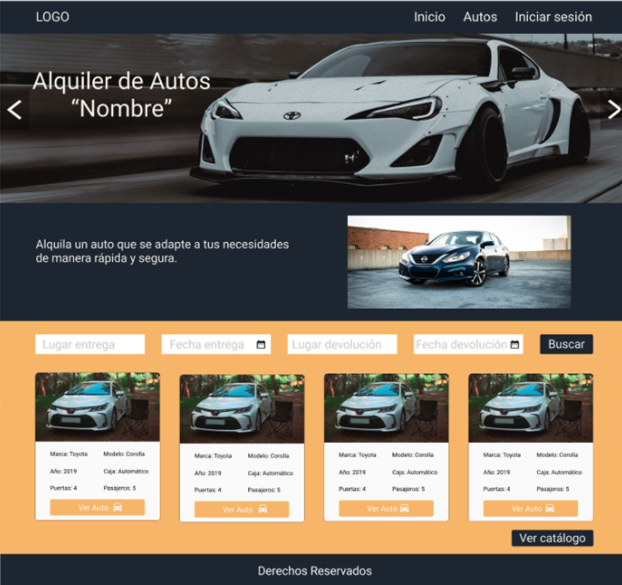 LOGO
Inicio
Autos
Iniciar sesión
Alquiler de Autos
“Nombre”
Alquila un auto que se adapte a tus necesidades
de manera rápida y segura.
Lugar entrega
Fecha entrega
Lugar devolución
Fecha devolución
Buscar
Marca: Toyota
Modelo: Corolla
Año: 2019
Caja: Automático
Puertas: 4
Pasajeros: 5
Ver Auto
Marca: Toyota
Modelo: Corolla
Año: 2019
Caja: Automático
Puertas: 4
Pasajeros: 5
Ver Auto
Marca: Toyota
Modelo: Corolla
Año: 2019
Caja: Automático
Puertas: 4
Pasajeros: 5
Ver Auto
Marca: Toyota
Modelo: Corolla
Año: 2019
Caja: Automático
Puertas: 4
Pasajeros: 5
Ver Auto
Ver catálogo
Derechos Reservados